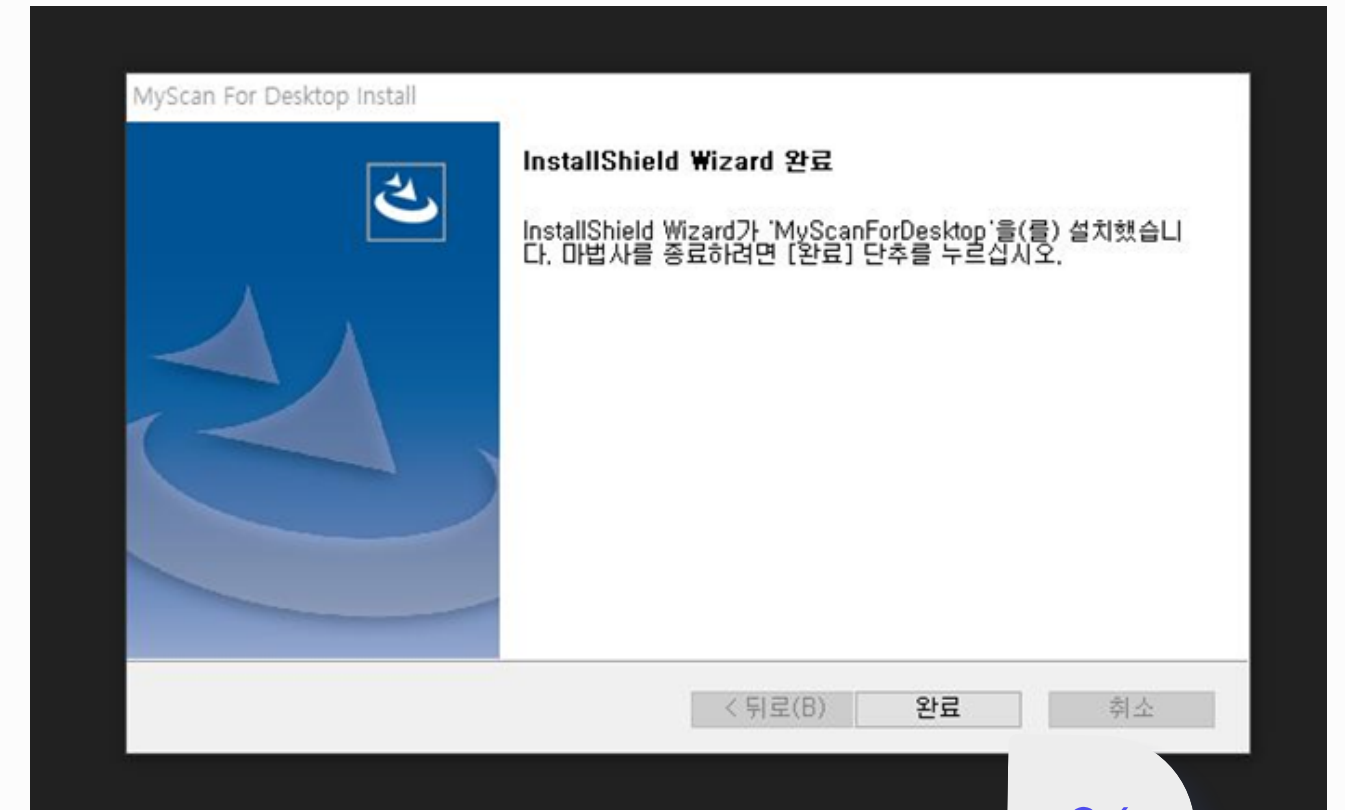 MyScan For Desktop Install
InstallShield Wizard 완료
InstallShield Wizard가 'MyScanForDesktop'을(를) 설치했습니
다. 마법사를 종료하려면 [완료] 단추를 누르십시오.
< 뒤로(B)
완료
취소